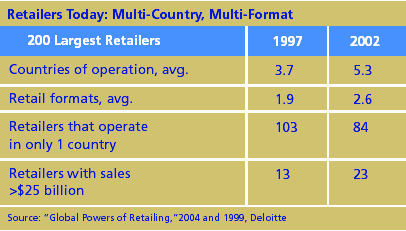 Retailers Today: Multi-Country, Multi-Format
200 Largest Retailers 1997 2002
Countries of operation, avg. 3.7 5.3
Retail formats, avg. 1.9 2.6
Retailers that operate 103 84
in only 1 country
Retailers with sales 13 23
>$25 billion
Source: “Global Powers of Retailing,”2004 and 1999, Deloitte